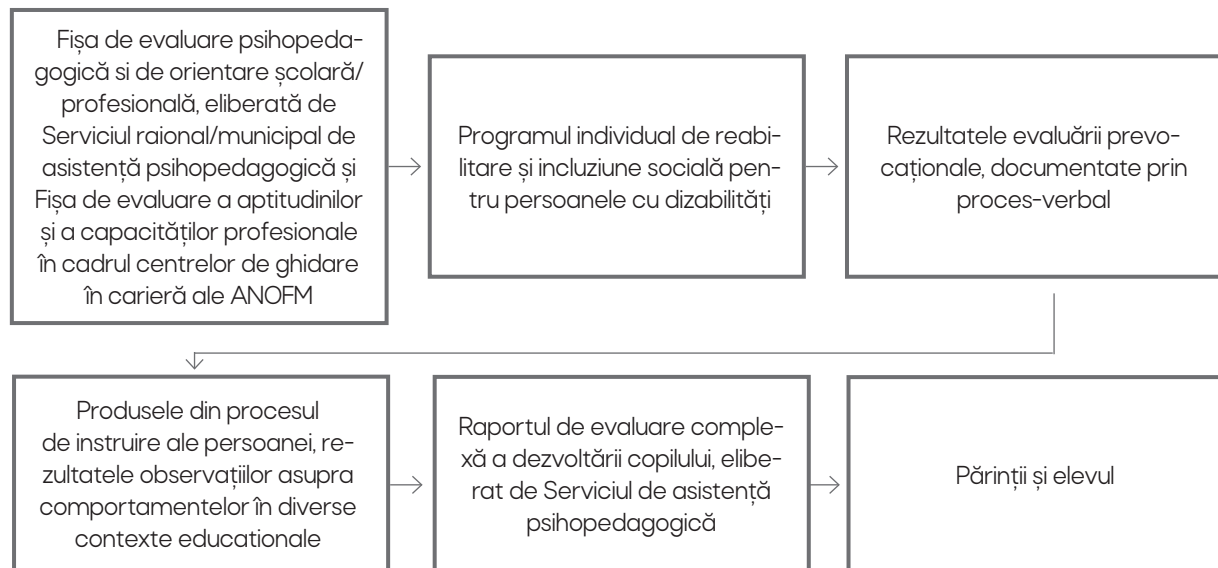 Fișa de evaluare psihopeda-
gogică si de orientare școlară/
profesională, eliberată de
Serviciul raional/municipal de
asistență psihopedagogică și
Fișa de evaluare a aptitudinilor
și a capacităților profesionale
în cadrul centrelor de ghidare
în carieră ale ANOFM
Programul individual de reabi-
litare și incluziune socială pen-
tru persoanele cu dizabilități
Rezultatele evaluării prevo-
caționale, documentate prin
proces-verbal
Produsele din procesul
de instruire ale persoanei, re-
zultatele observațiilor asupra
comportamentelor în diverse
contexte educationale
Raportul de evaluare comple-
xă a dezvoltării copilului, elibe-
rat de Serviciul de asistență
psihopedagogică
Părinții și elevul